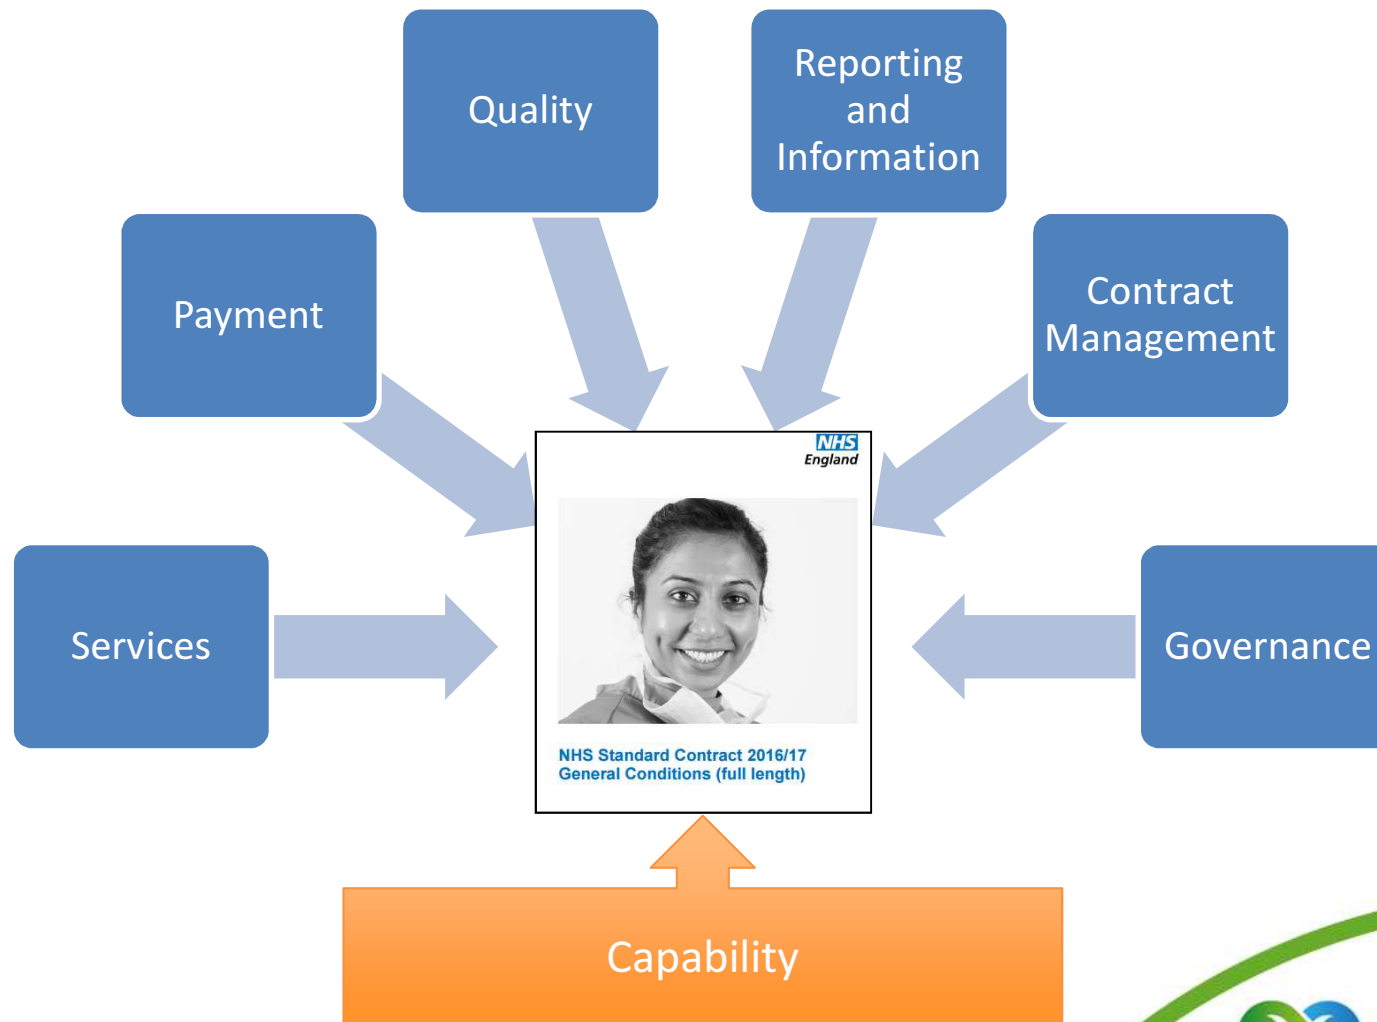 Quality
Reporting
and
Information
Payment
Contract
Management
NHS
England
Services
Governance
NHS Standard Contract 2016/17
General Conditions (full length)
Capability